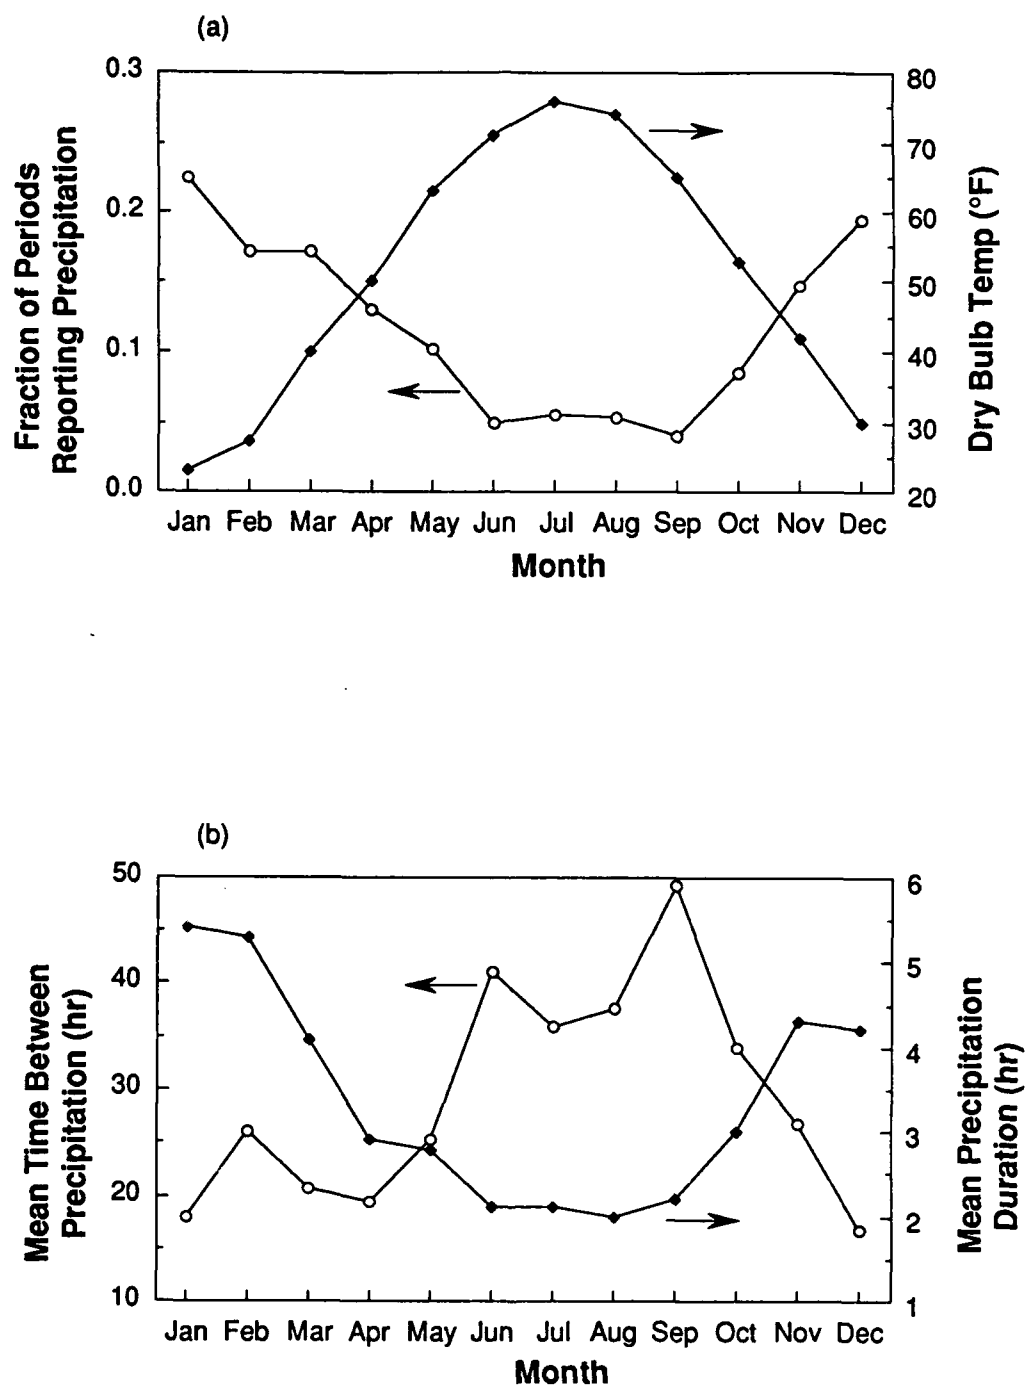 (a)
Fraction of Periods
Reporting Precipitation
0.3
0.2
0.1
0.0
80
70
60
50
40
30
20
Dry Bulb Temp (°F)
Jan Feb Mar Apr May Jun Jul Aug Sep Oct Nov Dec
Month
(b)
Mean Time Between
Precipitation (hr)
50
40
30
20
10
6
5
4
3
2
1
Mean Precipitation
Duration (hr)
Jan Feb Mar Apr May Jun Jul Aug Sep Oct Nov Dec
Month